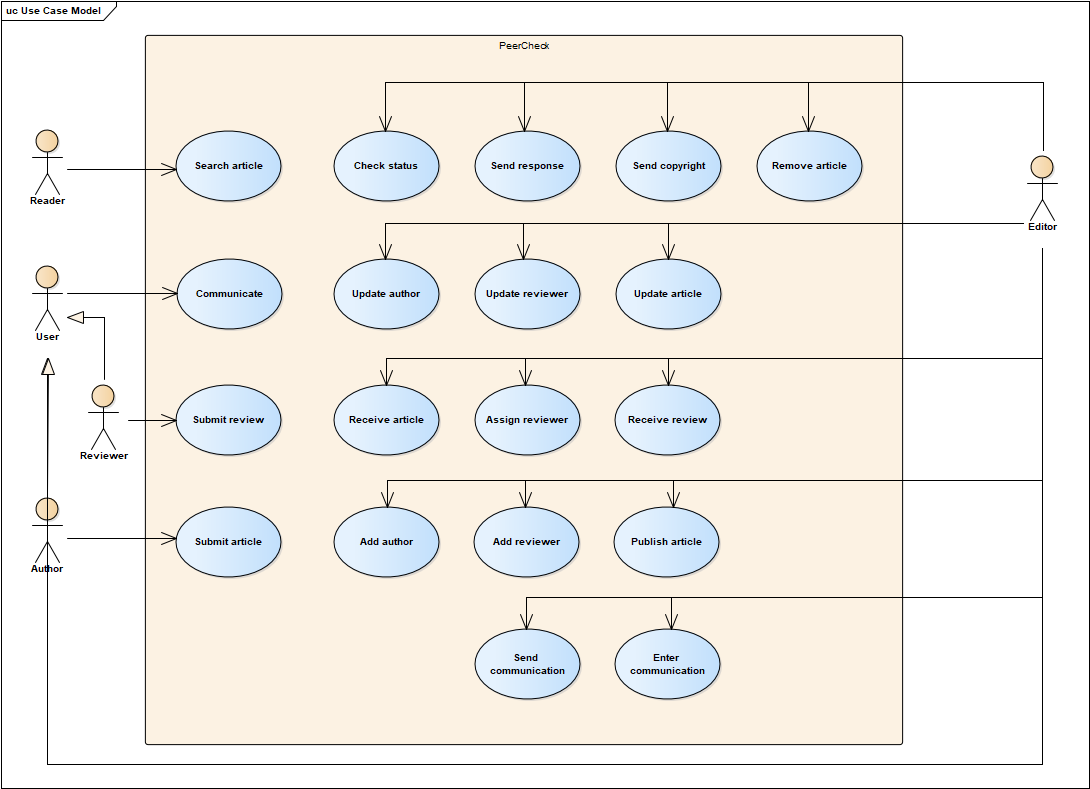 uc Use Case Model
PeerCheck
Search article
Check status
Send response
Send copyright
Remove article
Reader
Editor
Communicate
Update author
Update reviewer
Update article
User
Submit review
Receive article
Assign reviewer
Receive review
Reviewer
Submit article
Add author
Add reviewer
Publish article
Author
Send
communication
Enter
communication